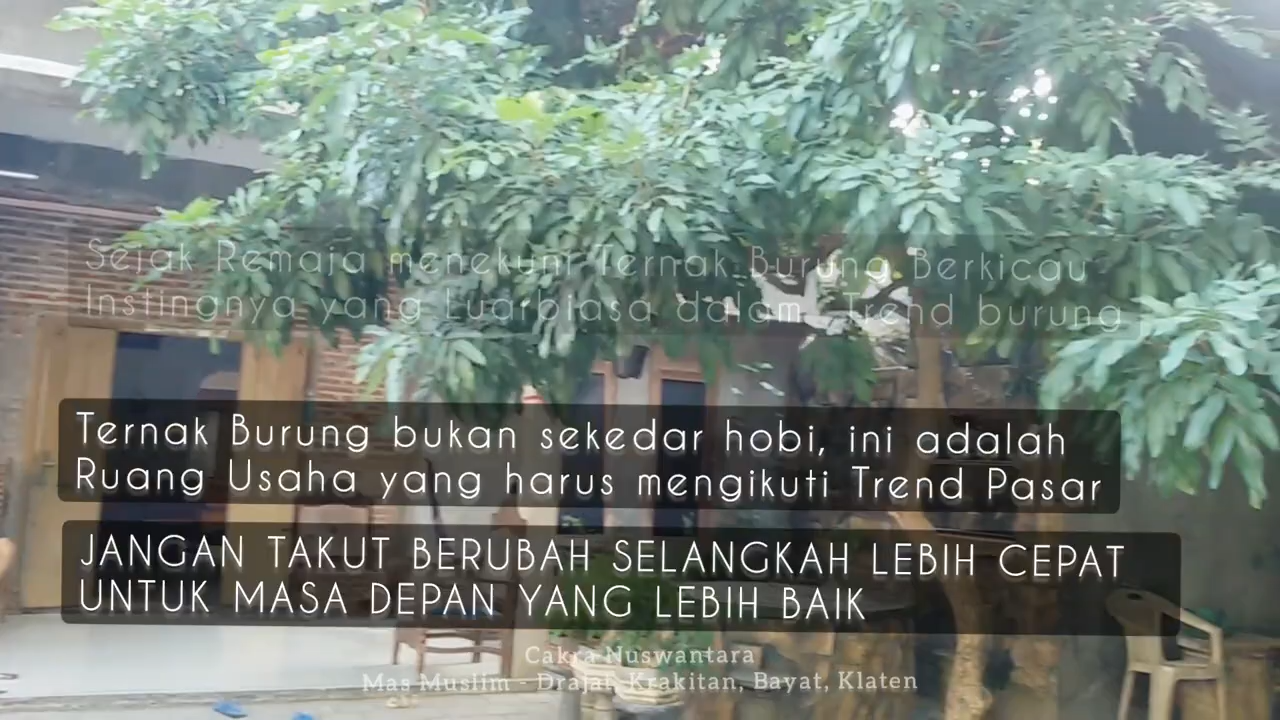 Sejak Remaja menekuni Ternak Burung Berkicau
Instingnya yang Luarbiasa dalam Trend burung
Ternak Burung bukan sekedar hobi, ini adalah
Ruang Usaha yang harus mengikuti Trend Pasar
JANGAN TAKUT BERUBAH SELANGKAH LEBIH CEPAT
UNTUK MASA DEPAN YANG LEBIH BAIK
Cakra Nuswantara
Mas Muslim - Drajat, Krakitan, Bayat, Klaten